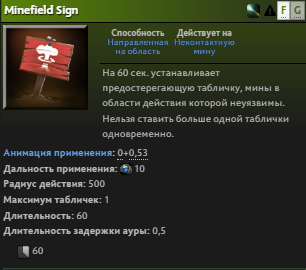 Minefield Sign
F G
Способность
Направленная
на область
Действует на
Неконтактную
мину
На 60 сек. устанавливает
предостерегающую табличку, мины в
области действия которой неуязвимы.
Нельзя ставить больше одной таблички
одновременно.
Анимация применения: 0+0,53
Дальность применения: 10
Радиус действия: 500
Максимум табличек: 1
Длительность: 60
Длительность задержки ауры: 0,5
60